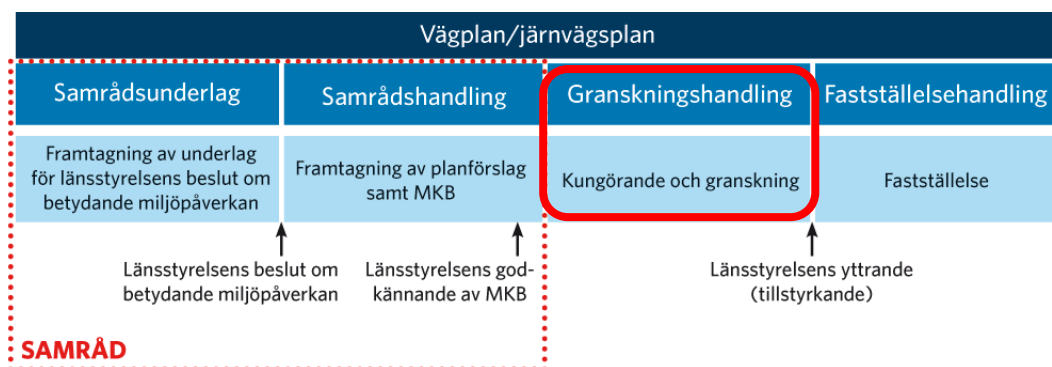 Vägplan/järnvägsplan
Samrådsunderlag
Samrådshandling
Granskningshandling
Fastställelsehandling
Framtagning av underlag
för länsstyrelsens beslut om
betydande miljöpåverkan
Framtagning av planförslag
samt MKB
Kungörande och granskning
Fastställelse
Länsstyrelsens beslut om
betydande miljöpåverkan
Länsstyrelsens god-
kännande av MKB
Länsstyrelsens yttrande
(tillstyrkande)
SAMRÅD